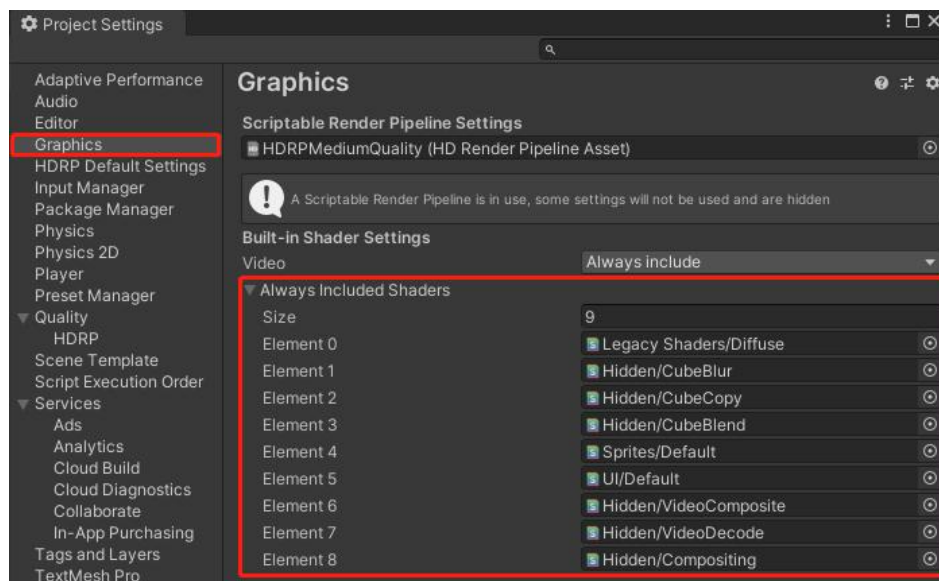 Project Settings
Adaptive Performance
Audio
Editor
Graphics
HDRP Default Settings
Input Manager
Package Manager
Physics
Physics 2D
Player
Preset Manager
Quality
HDRP
Scene Template
Script Execution Order
Services
Ads
Analytics
Cloud Build
Cloud Diagnostics
Collaborate
In-App Purchasing
Tags and Layers
TextMesh Pro
Graphics
Scriptable Render Pipeline Settings
HDRPMediumQuality (HD Render Pipeline Asset)
A Scriptable Render Pipeline is in use, some settings will not be used and are hidden
Built-in Shader Settings
Video Always include
Always Included Shaders
Size 9
Element 0 Legacy Shaders/Diffuse
Element 1 Hidden/CubeBlur
Element 2 Hidden/CubeCopy
Element 3 Hidden/CubeBlend
Element 4 Sprites/Default
Element 5 UI/Default
Element 6 Hidden/VideoComposite
Element 7 Hidden/VideoDecode
Element 8 Hidden/Compositing